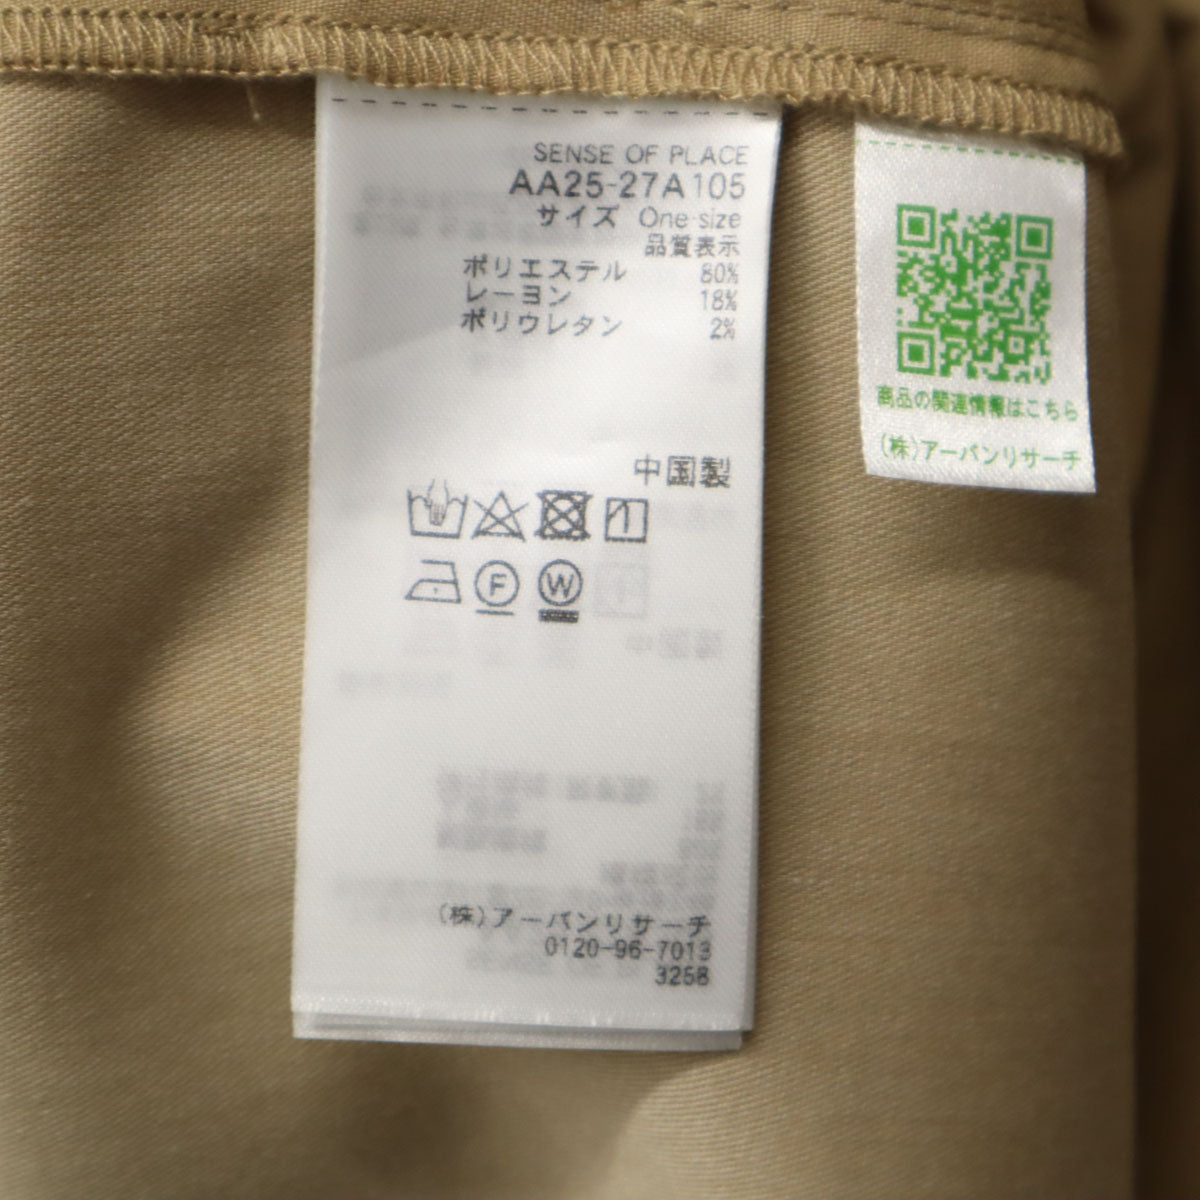 SENSE OF PLACE
AA25-27A105
サイズ One size
品質表示
ポリエステル 80%
レーヨン 18%
ポリウレタン 2%
中国製
F W
(株)アーバンリサーチ
0120-96-7013
3258
商品の関連情報はこちら
(株)アーバンリサーチ